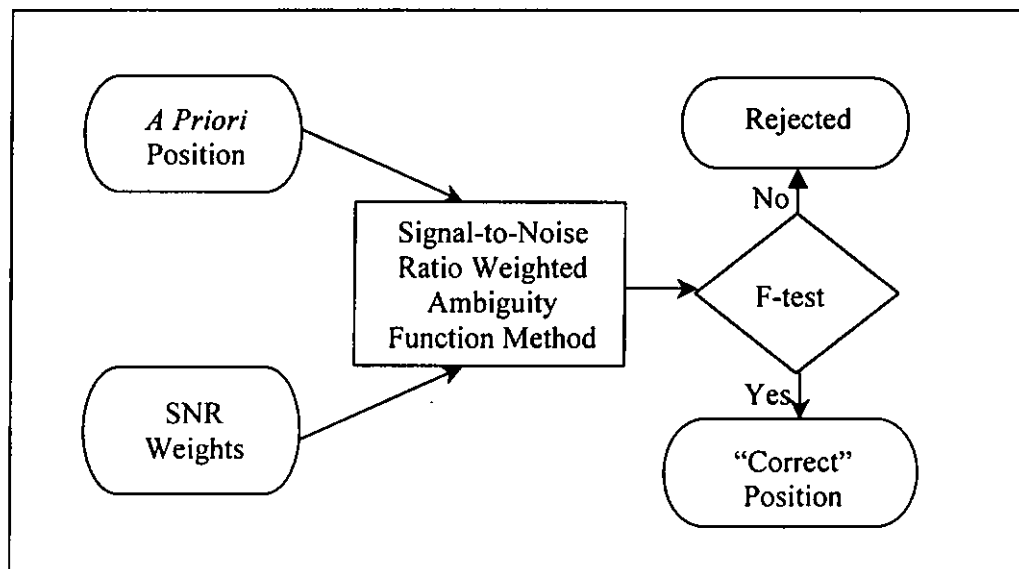 A Priori
Position
SNR
Weights
Signal-to-Noise
Ratio Weighted
Ambiguity
Function Method
F-test
No
Rejected
Yes
“Correct”
Position